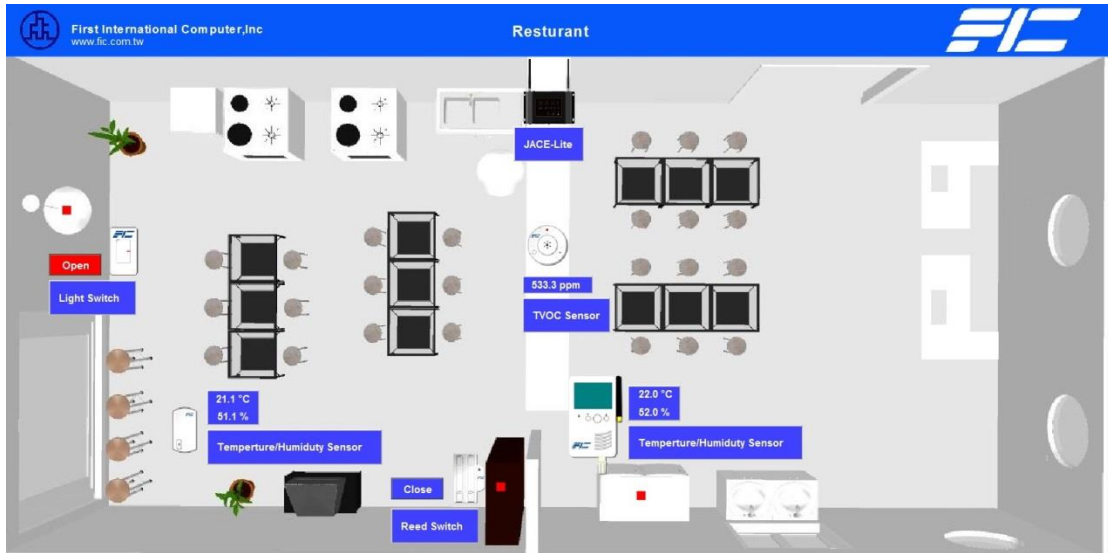 First International Computer,Inc
www.fic.com.tw
Resturant
FIC
JACE-Lite
Open
Light Switch
533.3 ppm
TVOC Sensor
21.1 °C
51.1 %
Temperture/Humiduty Sensor
22.0 °C
52.0 %
Temperture/Humiduty Sensor
Close
Reed Switch